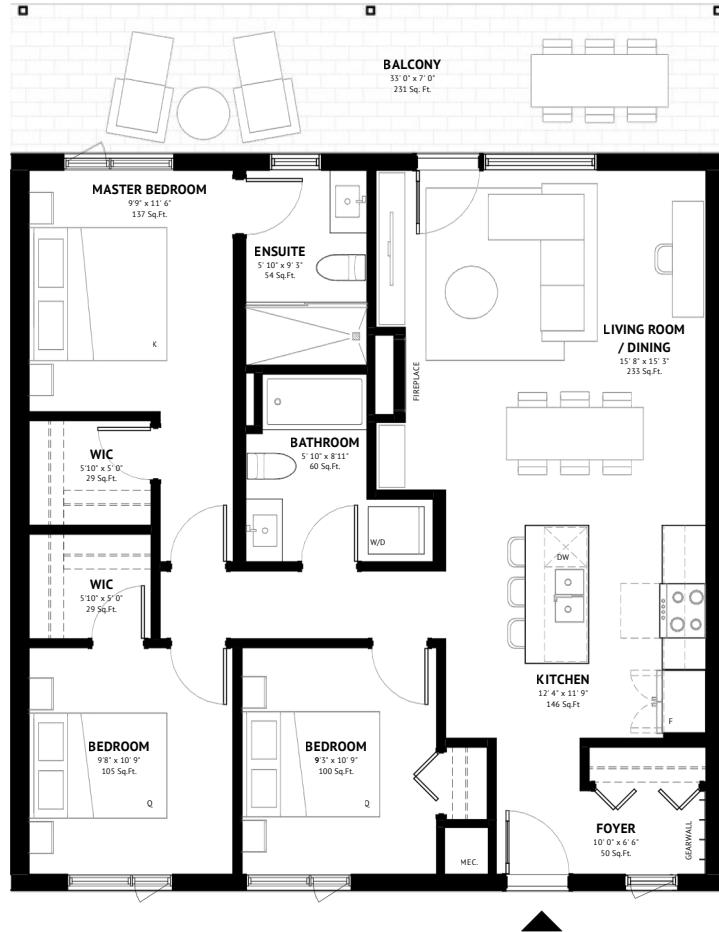 BALCONY
33' 0" x 7' 0"
231 Sq. Ft.
MASTER BEDROOM
9'9" x 11' 6"
137 Sq.Ft.
ENSUITE
5' 10" x 9' 3"
54 Sq.Ft.
K
LIVING ROOM
/ DINING
15' 8" x 15' 3"
233 Sq.Ft.
FIREPLACE
BATHROOM
5' 10" x 8'11"
60 Sq.Ft.
WIC
5'10" x 5' 0"
29 Sq.Ft.
W/D
DW
WIC
5'10" x 5' 0"
29 Sq.Ft.
KITCHEN
12' 4" x 11' 9"
146 Sq.Ft
F
BEDROOM
9'8" x 10' 9"
105 Sq.Ft.
Q
BEDROOM
9'3" x 10' 9"
100 Sq.Ft.
Q
MEC.
FOYER
10' 0" x 6' 6"
50 Sq.Ft.
GEARWALL